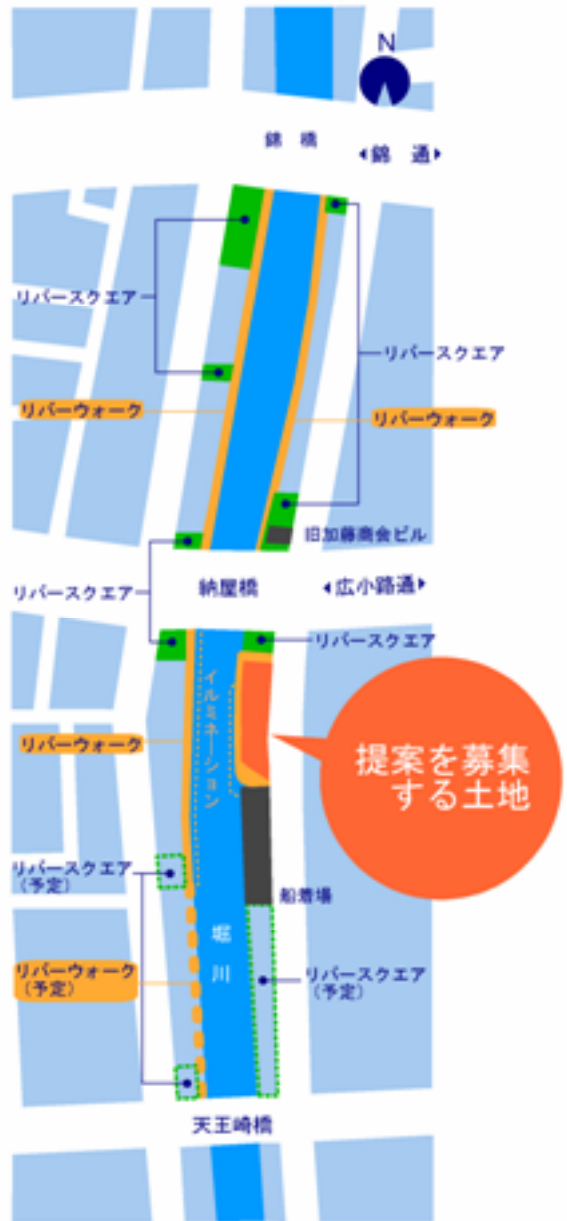 N
錦 橋
錦 通
リバースクエア
リバースクエア
リバーウォーク
リバーウォーク
旧加藤商会ビル
リバースクエア
納屋橋
広小路通
リバースクエア
イルミネーション
リバーウォーク
提案を募集
する土地
リバースクエア
（予定）
船着場
堀川
リバーウォーク
（予定）
リバースクエア
（予定）
天王崎橋